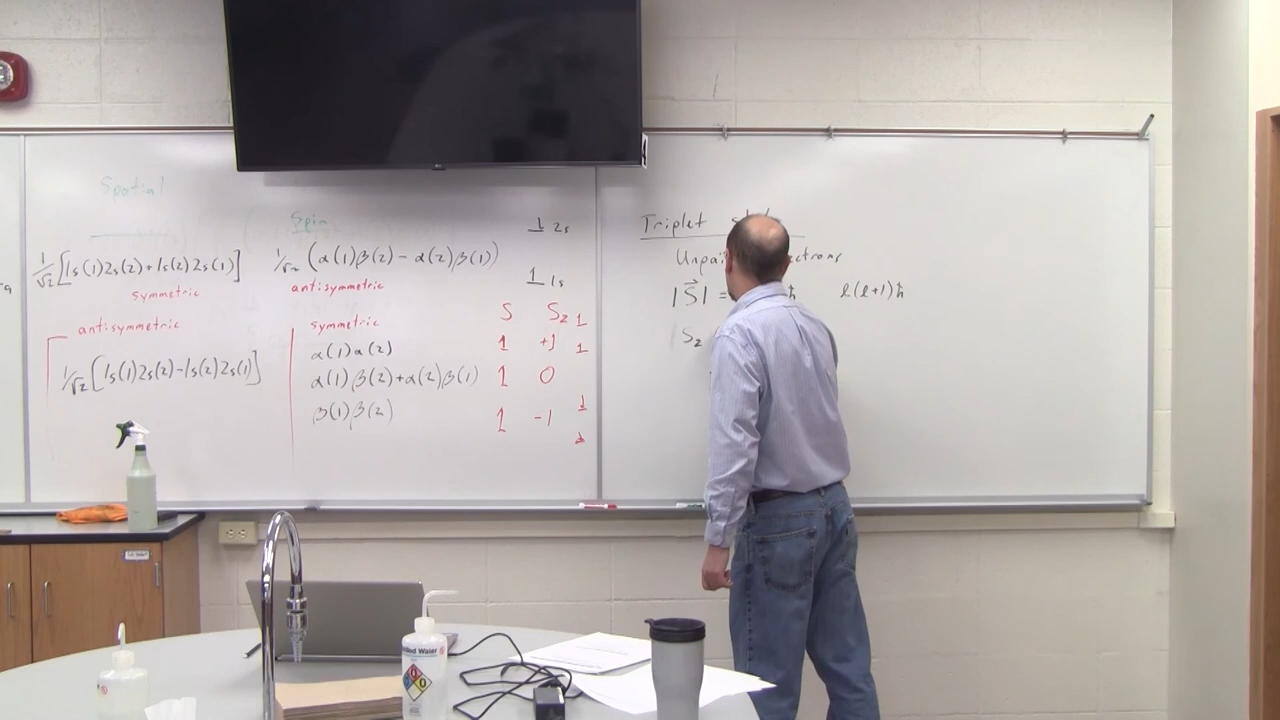 Spatial
1/√2 [1s(1)2s(2)+1s(2)2s(1)]
symmetric
antisymmetric
1/√2 [1s(1)2s(2)-1s(2)2s(1)]
Spin
1/√2 (α(1)β(2) - α(2)β(1))
antisymmetric
symmetric
α(1)α(2)
α(1)β(2)+α(2)β(1)
β(1)β(2)
1 2s
1 1s
S Sz
1 +1
1 0
1 -1
Triplet
|S⃗| = ħ l(l+1)ħ
Sz